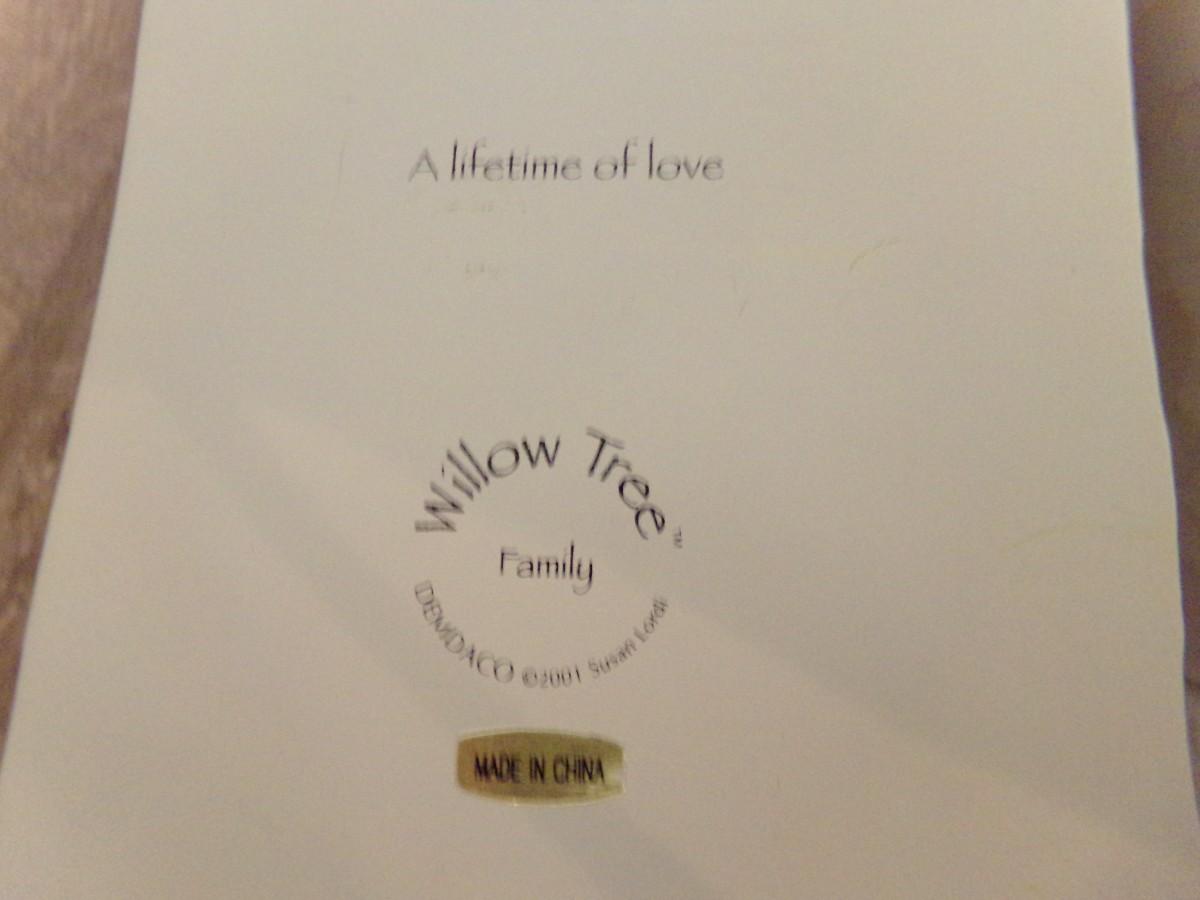 A lifetime of love
Willow Tree™
Family
DEMDACO ©2001 Susan Lordi
MADE IN CHINA